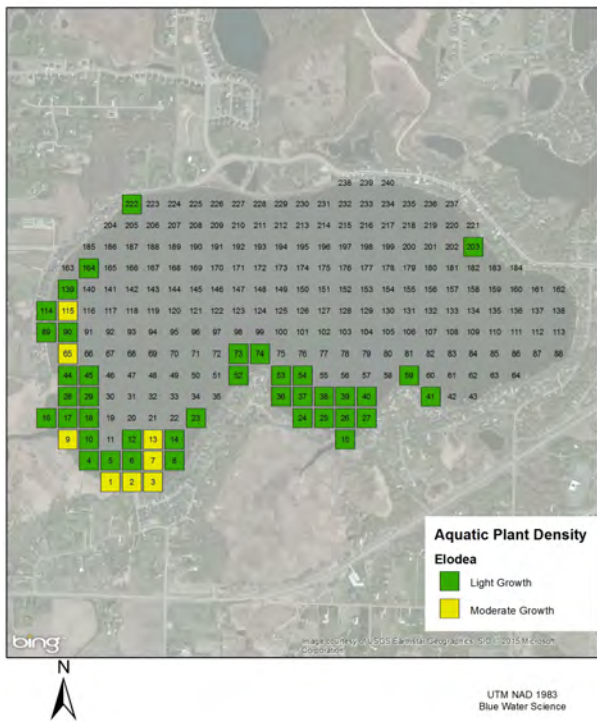 238 239 240
222 223 224 225 226 227 228 229 230 231 232 233 234 235 236 237
204 205 206 207 208 209 210 211 212 213 214 215 216 217 218 219 220 221
185 186 187 188 189 190 191 192 193 194 195 196 197 198 199 200 201 202 203
163 164 165 166 167 168 169 170 171 172 173 174 175 176 177 178 179 180 181 182 183 184
139 140 141 142 143 144 145 146 147 148 149 150 151 152 153 154 155 156 157 158 159 160 161 162
114 115 116 117 118 119 120 121 122 123 124 125 126 127 128 129 130 131 132 133 134 135 136 137 138
89 90 91 92 93 94 95 96 97 98 99 100 101 102 103 104 105 106 107 108 109 110 111 112 113
65 66 67 68 69 70 71 72 73 74 75 76 77 78 79 80 81 82 83 84 85 86 87 88
44 45 46 47 48 49 50 51 52 53 54 55 56 57 58 59 60 61 62 63 64
28 29 30 31 32 33 34 35 36 37 38 39 40 41 42 43
16 17 18 19 20 21 22 23 24 25 26 27
9 10 11 12 13 14 15
4 5 6 7 8
1 2 3
Aquatic Plant Density
Elodea
Light Growth
Moderate Growth
bing
Image courtesy of USGS Earthstar Geographics SIO © 2015 Microsoft
Corporation
N
UTM NAD 1983
Blue Water Science